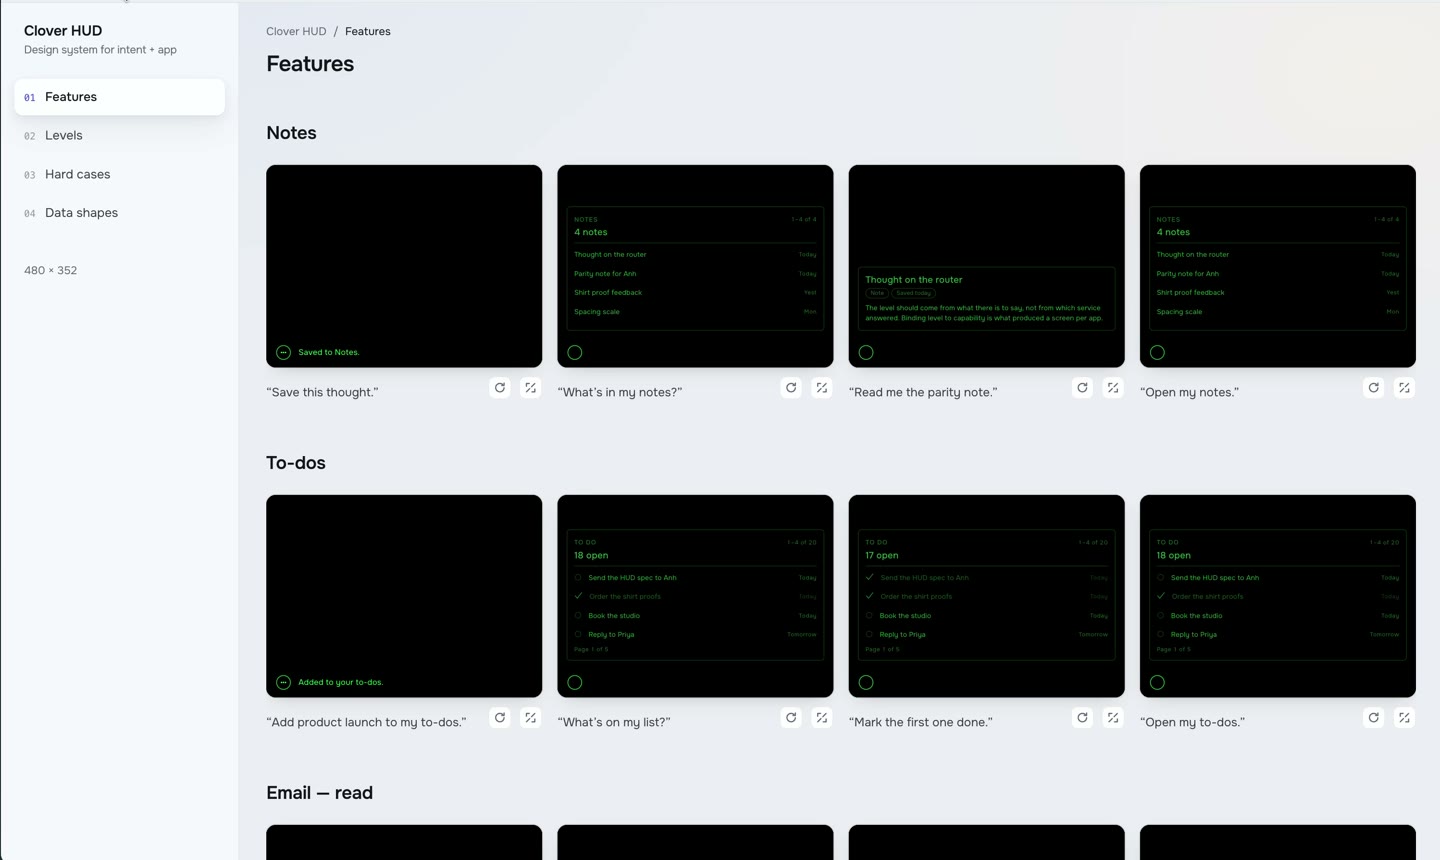 Clover HUD
Design system for intent + app
01 Features
02 Levels
03 Hard cases
04 Data shapes
480 × 352
Clover HUD / Features
Features
Notes
Saved to Notes.
“Save this thought.”
NOTES 1–4 of 4
4 notes
Thought on the router Today
Parity note for Anh Today
Shirt proof feedback Yest
Spacing scale Mon
“What’s in my notes?”
Thought on the router
Note Saved today
The level should come from what there is to say, not from which service
answered. Binding level to capability is what produced a screen per app.
“Read me the parity note.”
NOTES 1–4 of 4
4 notes
Thought on the router Today
Parity note for Anh Today
Shirt proof feedback Yest
Spacing scale Mon
“Open my notes.”
To-dos
Added to your to-dos.
“Add product launch to my to-dos.”
TO DO 1–4 of 20
18 open
Send the HUD spec to Anh Today
Order the shirt proofs Today
Book the studio Today
Reply to Priya Tomorrow
Page 1 of 5
“What’s on my list?”
TO DO 1–4 of 20
17 open
Send the HUD spec to Anh Today
Order the shirt proofs Today
Book the studio Today
Reply to Priya Tomorrow
Page 1 of 5
“Mark the first one done.”
TO DO 1–4 of 20
18 open
Send the HUD spec to Anh Today
Order the shirt proofs Today
Book the studio Today
Reply to Priya Tomorrow
Page 1 of 5
“Open my to-dos.”
Email — read